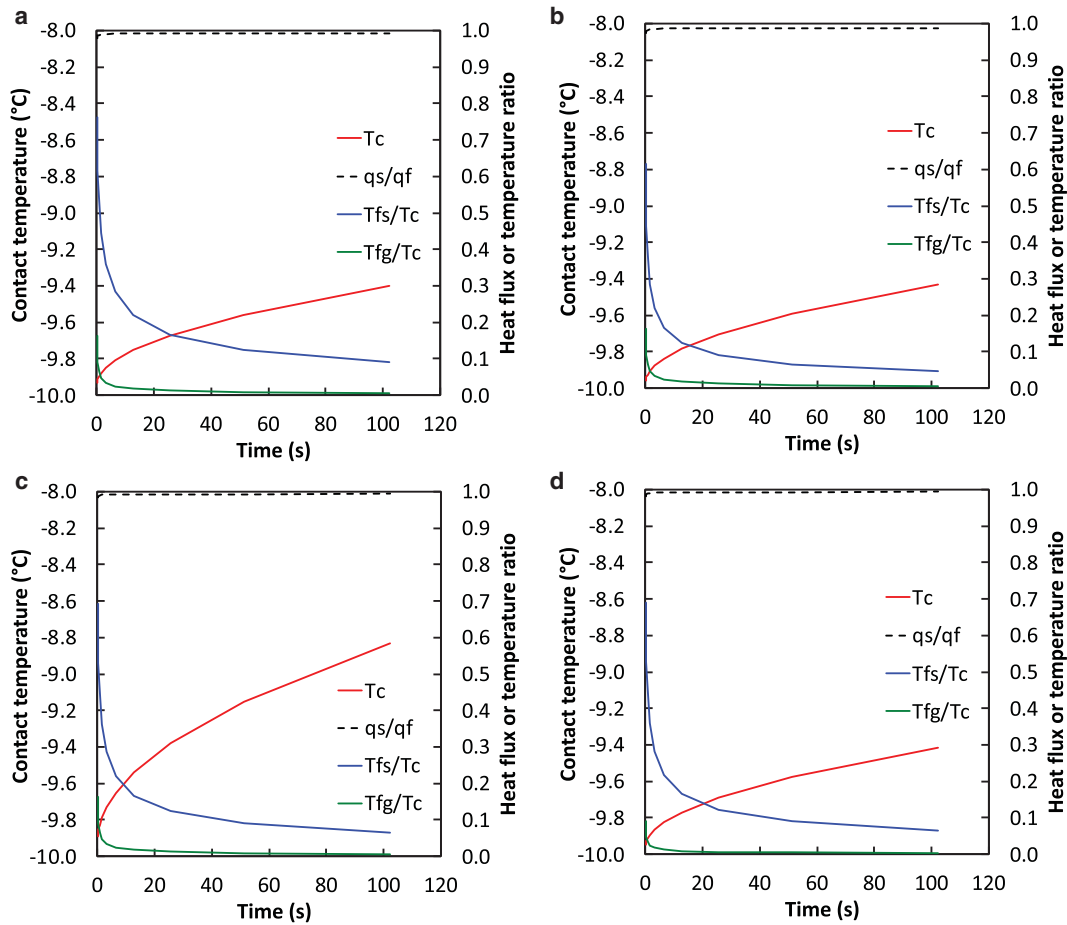 a
Contact temperature (°C)
-8.0
-8.2
-8.4
-8.6
-8.8
-9.0
-9.2
-9.4
-9.6
-9.8
-10.0
0 20 40 60 80 100 120
Time (s)
1.0
0.9
0.8
0.7
0.6
0.5
0.4
0.3
0.2
0.1
0.0
Heat flux or temperature ratio
Tc
qs/qf
Tfs/Tc
Tfg/Tc
b
Contact temperature (°C)
-8.0
-8.2
-8.4
-8.6
-8.8
-9.0
-9.2
-9.4
-9.6
-9.8
-10.0
0 20 40 60 80 100 120
Time (s)
1.0
0.9
0.8
0.7
0.6
0.5
0.4
0.3
0.2
0.1
0.0
Heat flux or temperature ratio
Tc
qs/qf
Tfs/Tc
Tfg/Tc
c
Contact temperature (°C)
-8.0
-8.2
-8.4
-8.6
-8.8
-9.0
-9.2
-9.4
-9.6
-9.8
-10.0
0 20 40 60 80 100 120
Time (s)
1.0
0.9
0.8
0.7
0.6
0.5
0.4
0.3
0.2
0.1
0.0
Heat flux or temperature ratio
Tc
qs/qf
Tfs/Tc
Tfg/Tc
d
Contact temperature (°C)
-8.0
-8.2
-8.4
-8.6
-8.8
-9.0
-9.2
-9.4
-9.6
-9.8
-10.0
0 20 40 60 80 100 120
Time (s)
1.0
0.9
0.8
0.7
0.6
0.5
0.4
0.3
0.2
0.1
0.0
Heat flux or temperature ratio
Tc
qs/qf
Tfs/Tc
Tfg/Tc